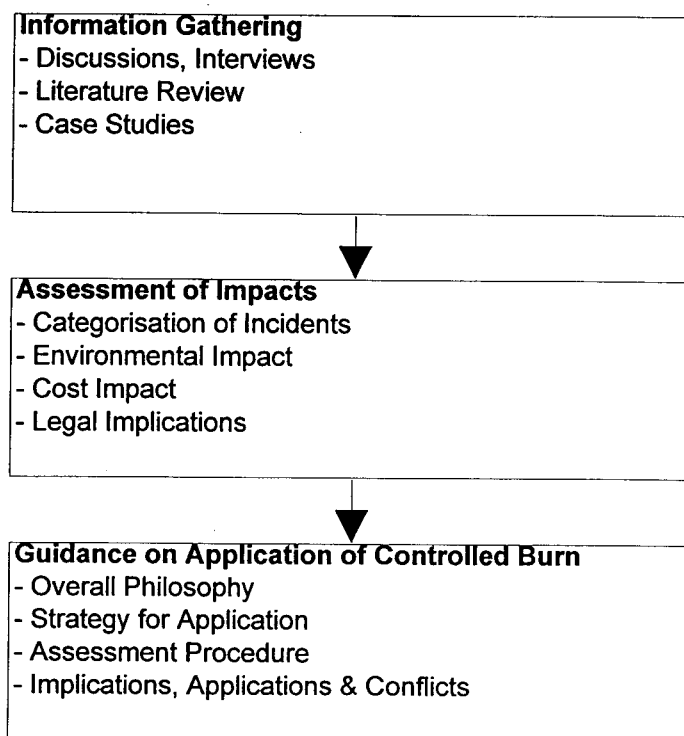 Information Gathering
- Discussions, Interviews
- Literature Review
- Case Studies
Assessment of Impacts
- Categorisation of Incidents
- Environmental Impact
- Cost Impact
- Legal Implications
Guidance on Application of Controlled Burn
- Overall Philosophy
- Strategy for Application
- Assessment Procedure
- Implications, Applications & Conflicts